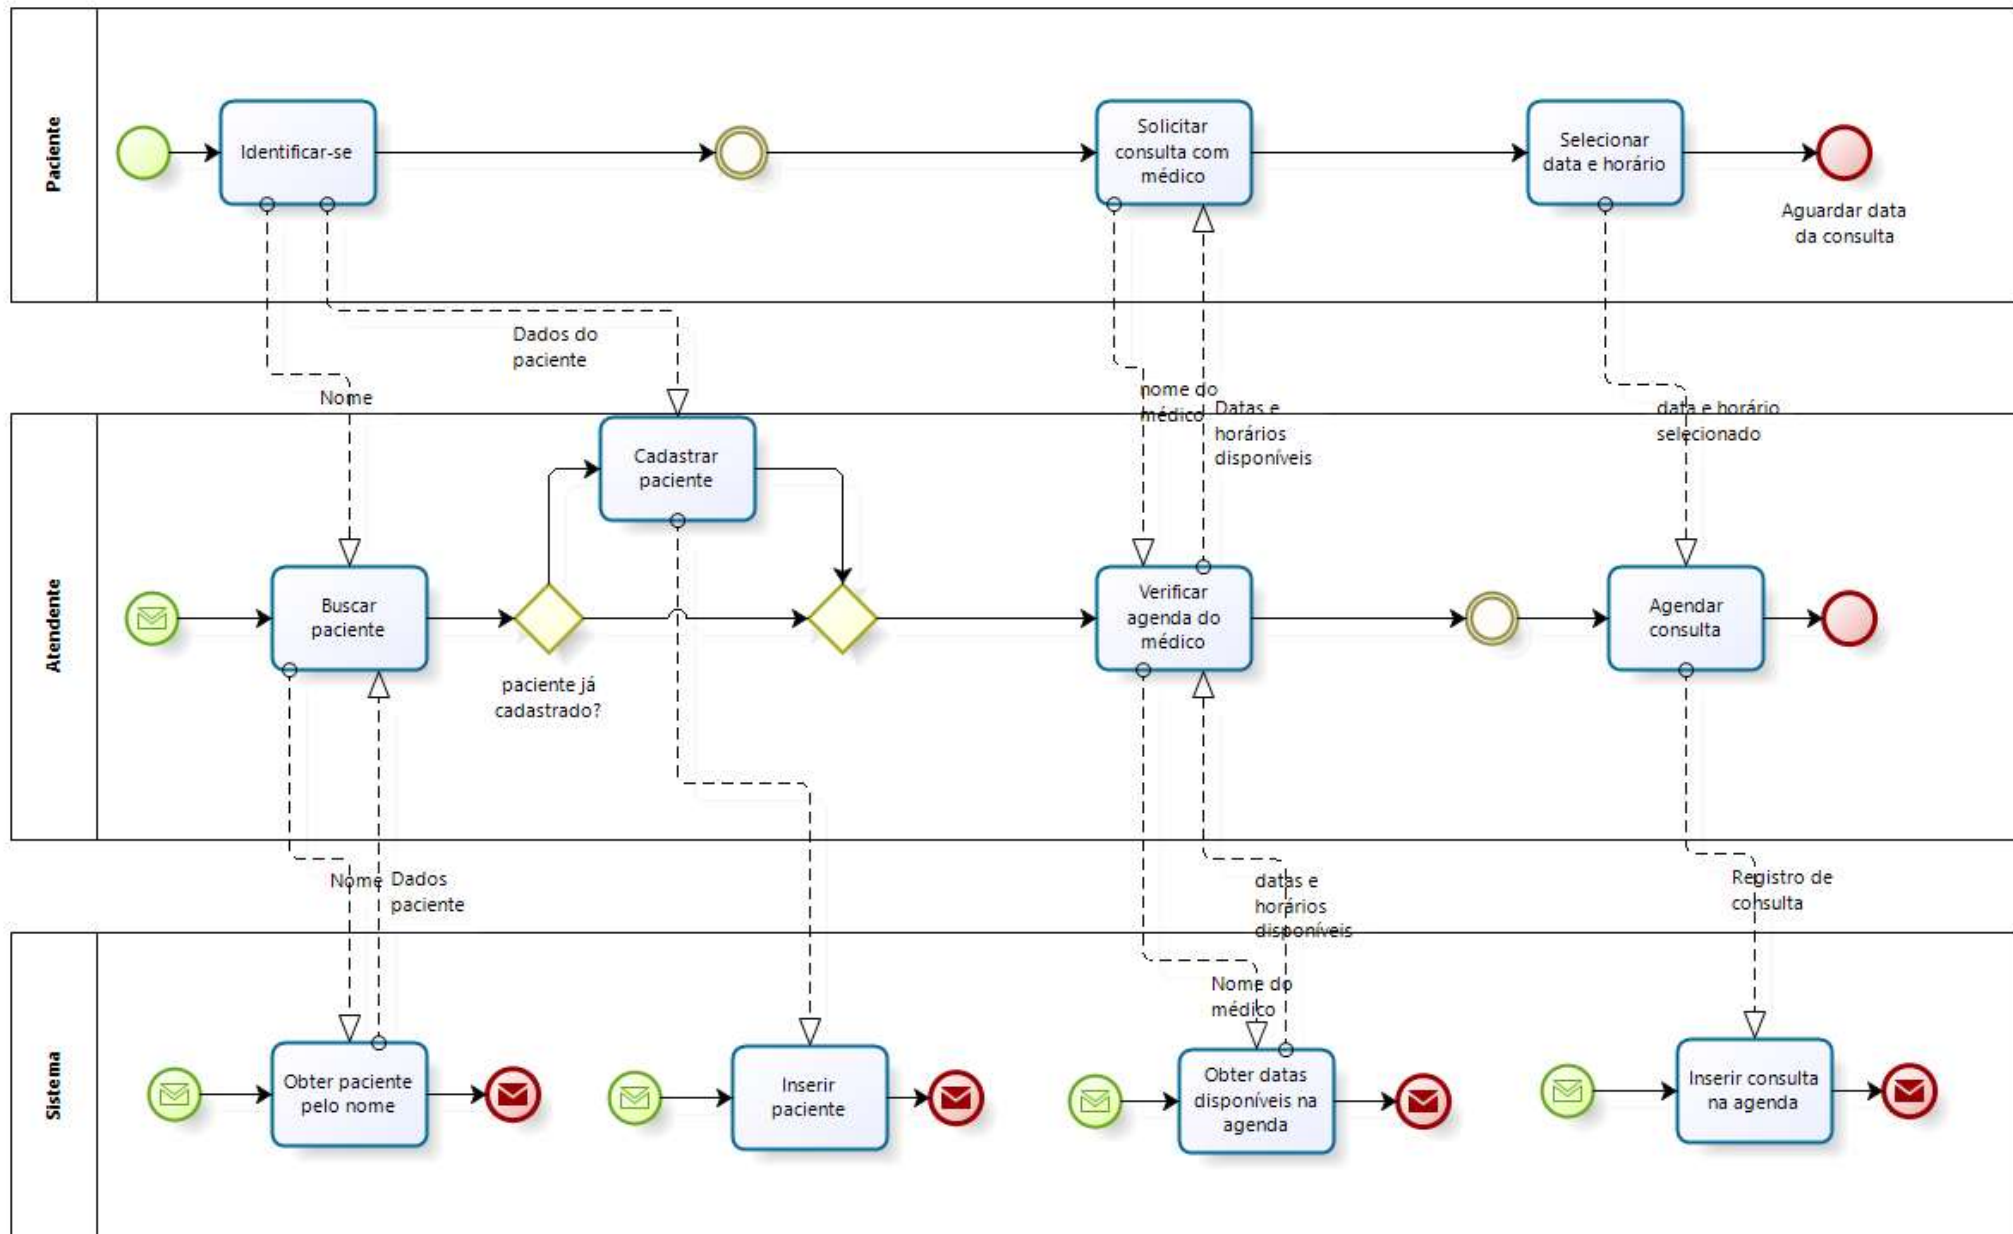 Paciente
Identificar-se
Solicitar
consulta com
médico
Selecionar
data e horário
Aguardar data
da consulta
Dados do
paciente
Nome
nome do
médico
Datas e
horários
disponíveis
data e horário
selecionado
Atendente
Cadastrar
paciente
Buscar
paciente
paciente já
cadastrado?
Verificar
agenda do
médico
Agendar
consulta
Nome
Dados
paciente
datas e
horários
disponíveis
Registro de
consulta
Sistema
Nome do
médico
Obter paciente
pelo nome
Inserir
paciente
Obter datas
disponíveis na
agenda
Inserir consulta
na agenda